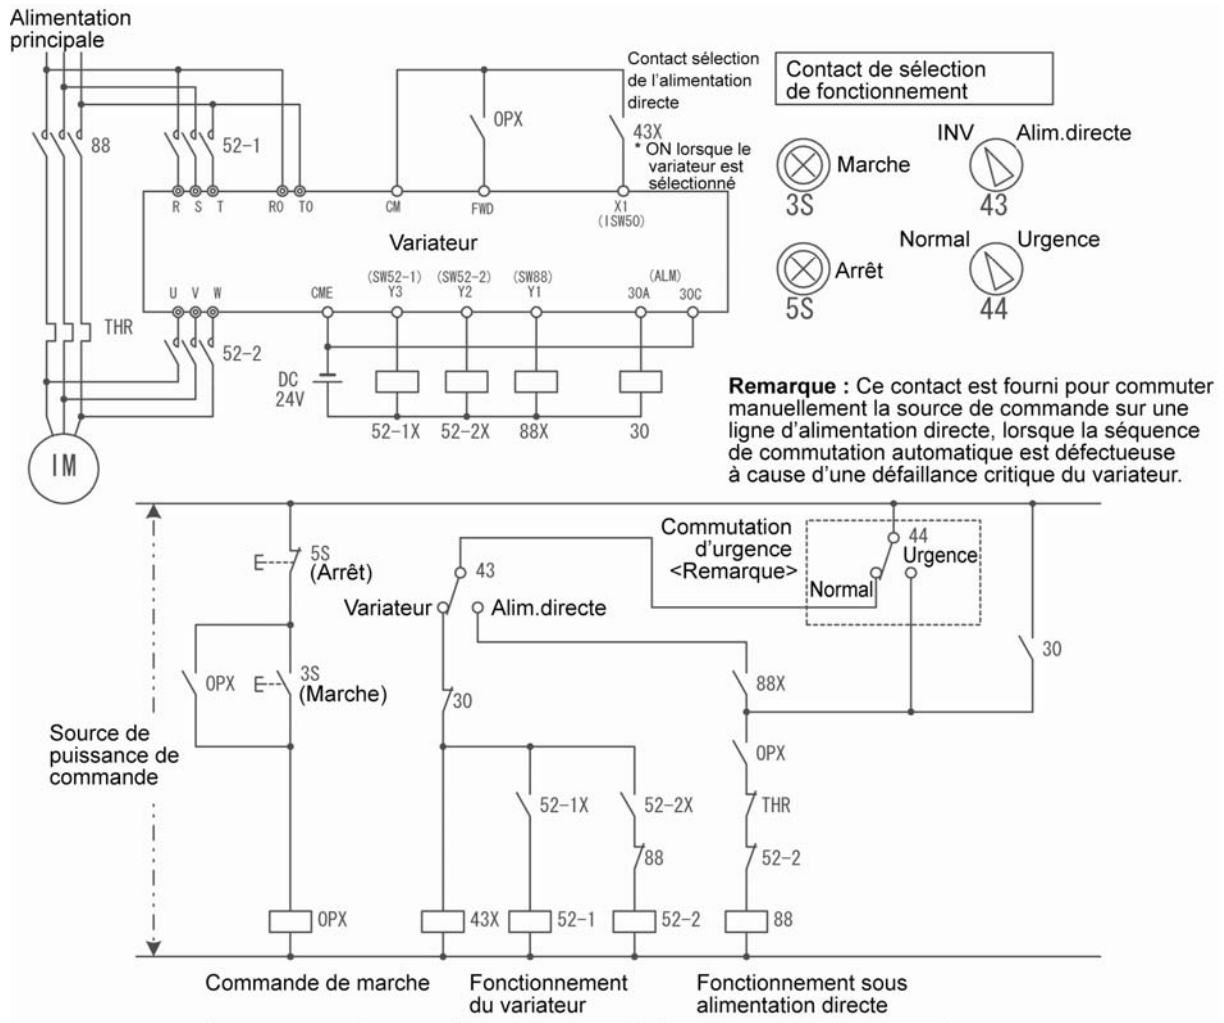 Alimentation
principale
88
52-1
Contact sélection
de l'alimentation
directe
OPX
43X
* ON lorsque le
variateur est
sélectionné
Contact de sélection
de fonctionnement
Marche
3S
INV
Alim.directe
43
Arrêt
5S
Normal
Urgence
44
R S T
R0 T0
CM
FWD
X1
(ISW50)
Variateur
(SW52-1)
(SW52-2)
(SW88)
(ALM)
U V W
CME
Y3
Y2
Y1
30A
30C
THR
52-2
DC
24V
52-1X
52-2X
88X
30
IM
Remarque : Ce contact est fourni pour commuter
manuellement la source de commande sur une
ligne d'alimentation directe, lorsque la séquence
de commutation automatique est défectueuse
à cause d'une défaillance critique du variateur.
5S
(Arrêt)
43
Variateur
Alim.directe
Commutation
d'urgence
<Remarque>
44
Urgence
Normal
30
OPX
3S
(Marche)
30
88X
Source de
puissance de
commande
OPX
52-1X
52-2X
THR
88
52-2
OPX
43X
52-1
52-2
88
Commande de marche
Fonctionnement
du variateur
Fonctionnement sous
alimentation directe